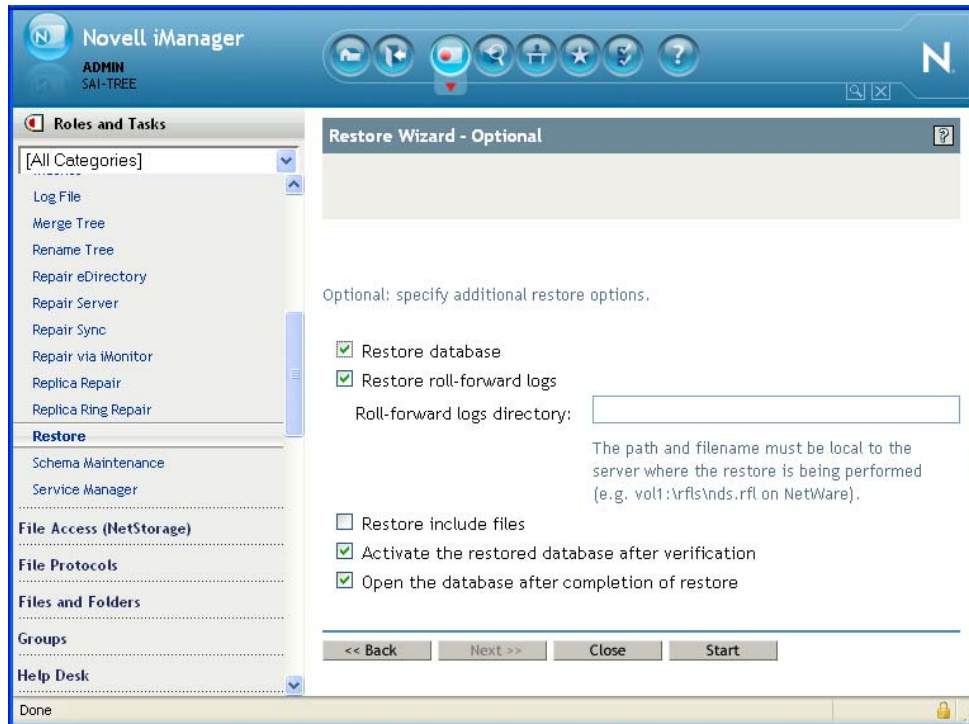 N
Novell iManager
ADMIN
SAI-TREE
N
Roles and Tasks
[All Categories]
Log File
Merge Tree
Rename Tree
Repair eDirectory
Repair Server
Repair Sync
Repair via iMonitor
Replica Repair
Replica Ring Repair
Restore
Schema Maintenance
Service Manager
File Access (NetStorage)
File Protocols
Files and Folders
Groups
Help Desk
Restore Wizard - Optional
?
Optional: specify additional restore options.
Restore database
Restore roll-forward logs
Roll-forward logs directory:
The path and filename must be local to the
server where the restore is being performed
(e.g. vol1:\rfls\nds.rfl on NetWare).
Restore include files
Activate the restored database after verification
Open the database after completion of restore
<< Back
Next >>
Close
Start
Done